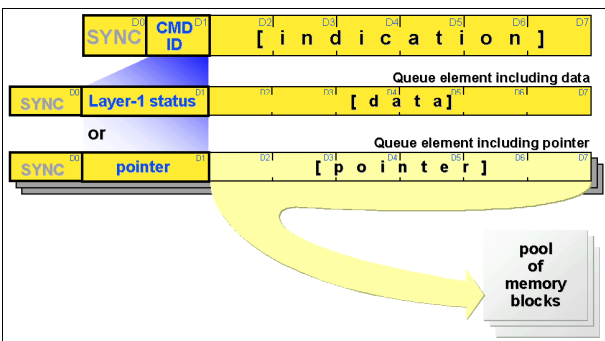 D0 D1 D2 D3 D4 D5 D6 D7
SYNC CMD ID [ i n d i c a t i o n ]
Queue element including data
D0 D1 D2 D3 D4 D5 D6 D7
SYNC Layer-1 status [ d a t a ]
or
Queue element including pointer
D0 D1 D2 D3 D4 D5 D6 D7
SYNC pointer [ p o i n t e r ]
pool
of
memory
blocks